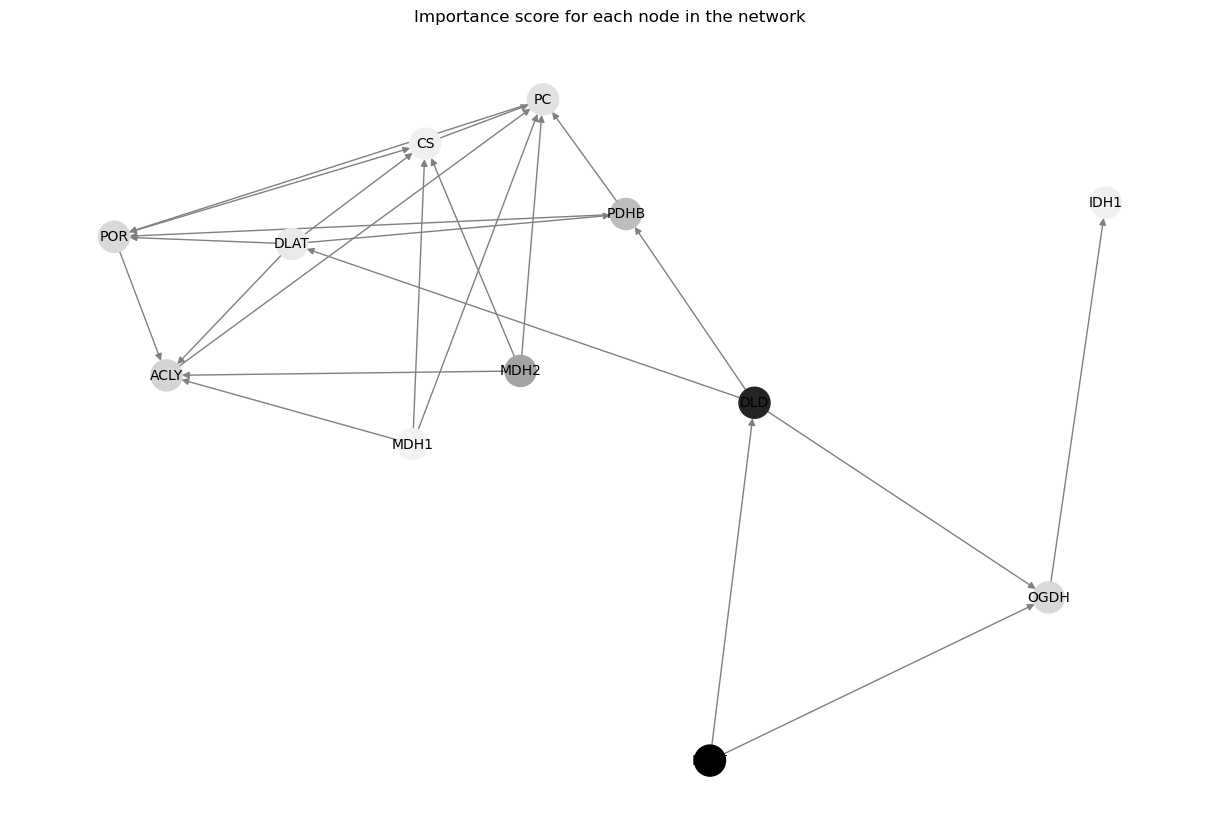 Importance score for each node in the network
PC
CS
IDH1
PDHB
POR
DLAT
MDH2
ACLY
DLD
MDH1
OGDH